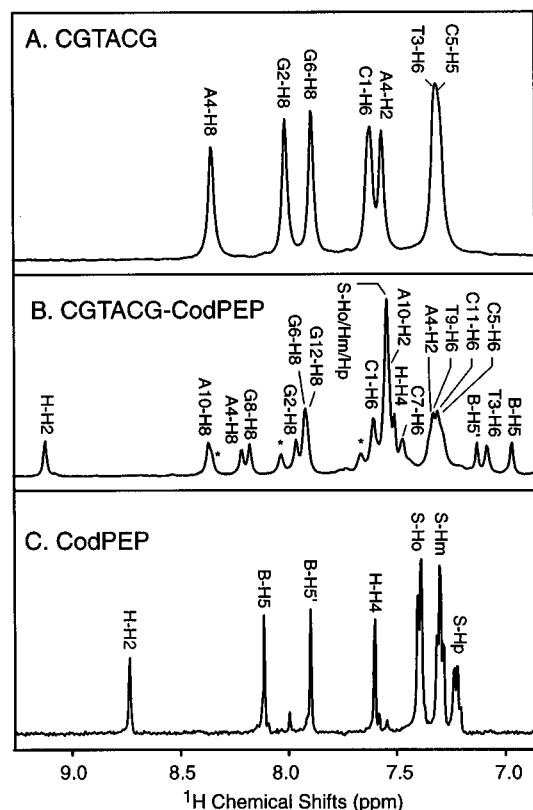 A. CGTACG
A4-H8
G2-H8
G6-H8
C1-H6
A4-H2
T3-H6
C5-H5
B. CGTACG-CodPEP
H-H2
A10-H8
*
A4-H8
G8-H8
*
G2-H8
G6-H8
G12-H8
*
C1-H6
S-Ho/Hm/Hp
A10-H2
H-H4
C7-H6
A4-H2
T9-H6
C11-H6
C5-H6
B-H5'
T3-H6
B-H5
C. CodPEP
H-H2
B-H5
B-H5'
H-H4
S-Ho
S-Hm
S-Hp
9.0 8.5 8.0 7.5 7.0
1H Chemical Shifts (ppm)